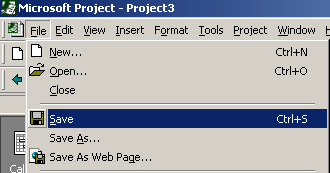 Microsoft Project - Project3
File Edit View Insert Format Tools Project Window
New... Ctrl+N
Open... Ctrl+O
Close
Save Ctrl+S
Save As...
Save As Web Page...
Cal